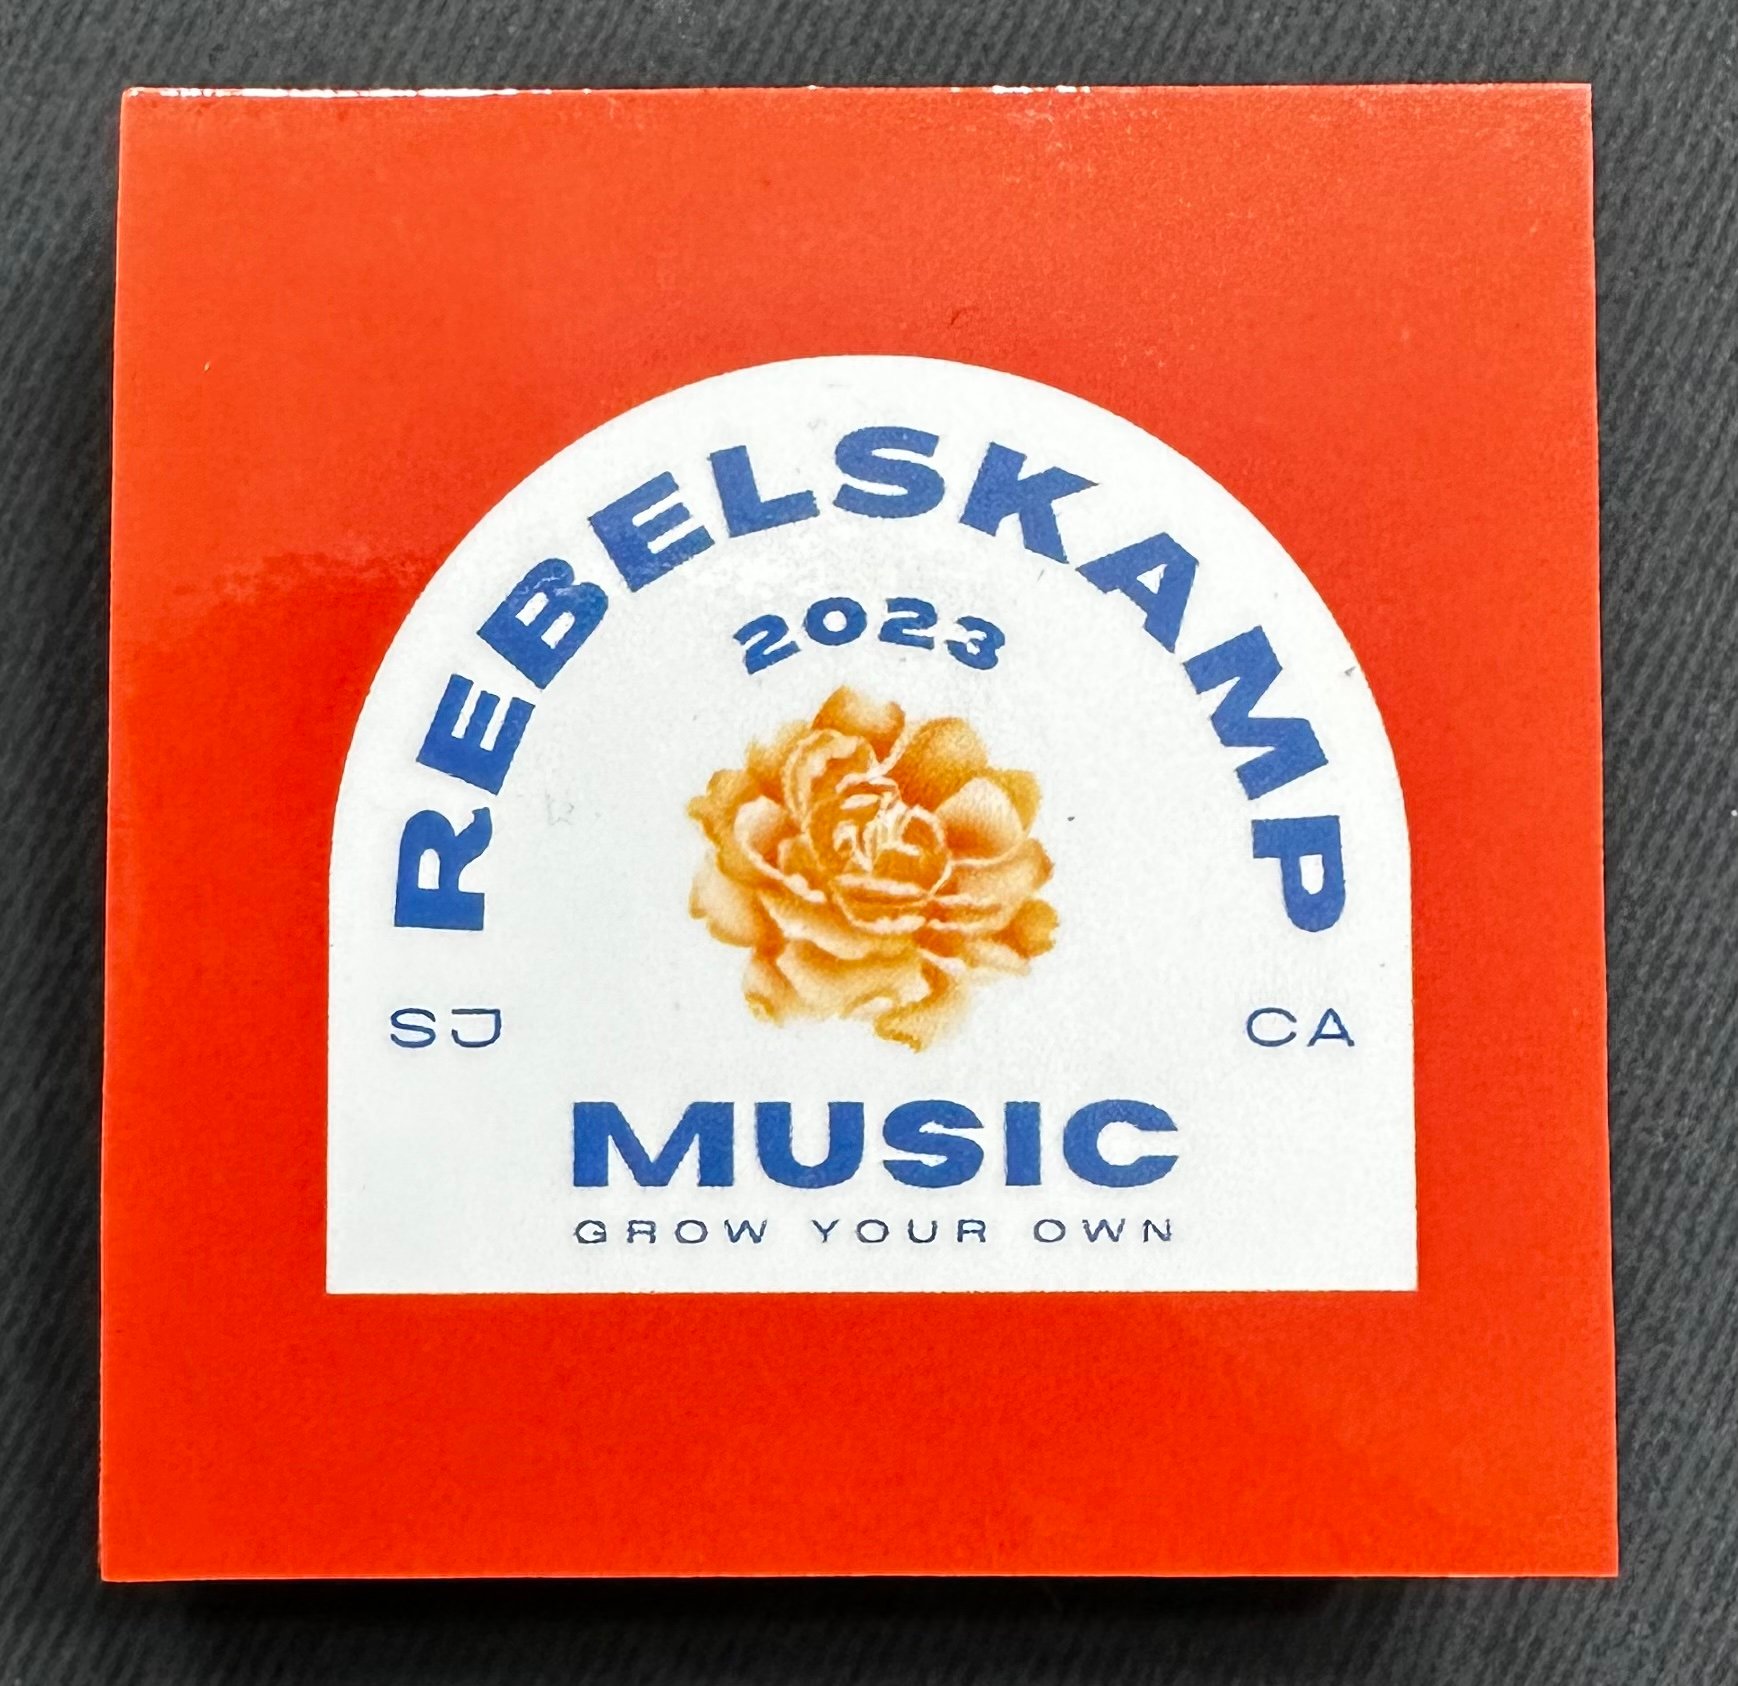 REBELSKAMP
2023
SJ CA
MUSIC
GROW YOUR OWN